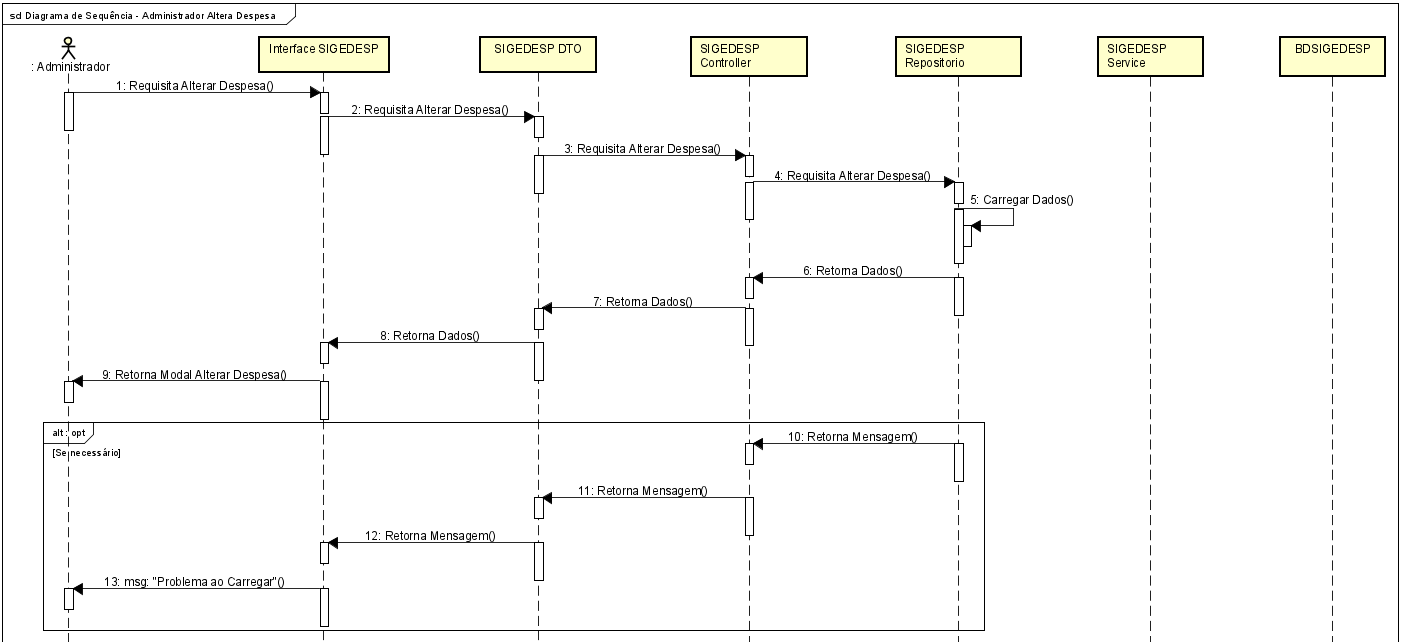 sd Diagrama de Sequência - Administrador Altera Despesa
: Administrador
Interface SIGEDESP
SIGEDESP DTO
SIGEDESP
Controller
SIGEDESP
Repositorio
SIGEDESP
Service
BDSIGEDESP
1: Requisita Alterar Despesa()
2: Requisita Alterar Despesa()
3: Requisita Alterar Despesa()
4: Requisita Alterar Despesa()
5: Carregar Dados()
6: Retorna Dados()
7: Retorna Dados()
8: Retorna Dados()
9: Retorna Modal Alterar Despesa()
alt : opt
[Se necessário]
10: Retorna Mensagem()
11: Retorna Mensagem()
12: Retorna Mensagem()
13: msg: "Problema ao Carregar"()